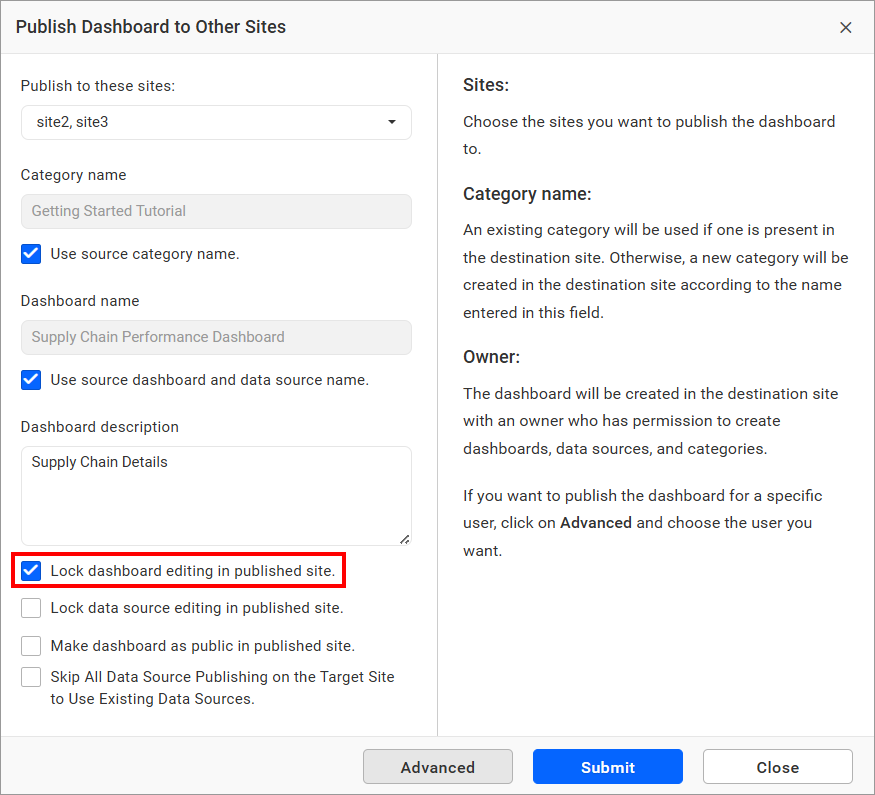 Publish Dashboard to Other Sites
Publish to these sites:
site2, site3
Category name
Getting Started Tutorial
Use source category name.
Dashboard name
Supply Chain Performance Dashboard
Use source dashboard and data source name.
Dashboard description
Supply Chain Details
Lock dashboard editing in published site.
Lock data source editing in published site.
Make dashboard as public in published site.
Skip All Data Source Publishing on the Target Site
to Use Existing Data Sources.
Sites:
Choose the sites you want to publish the dashboard
to.
Category name:
An existing category will be used if one is present in
the destination site. Otherwise, a new category will be
created in the destination site according to the name
entered in this field.
Owner:
The dashboard will be created in the destination site
with an owner who has permission to create
dashboards, data sources, and categories.
If you want to publish the dashboard for a specific
user, click on Advanced and choose the user you
want.
Advanced
Submit
Close